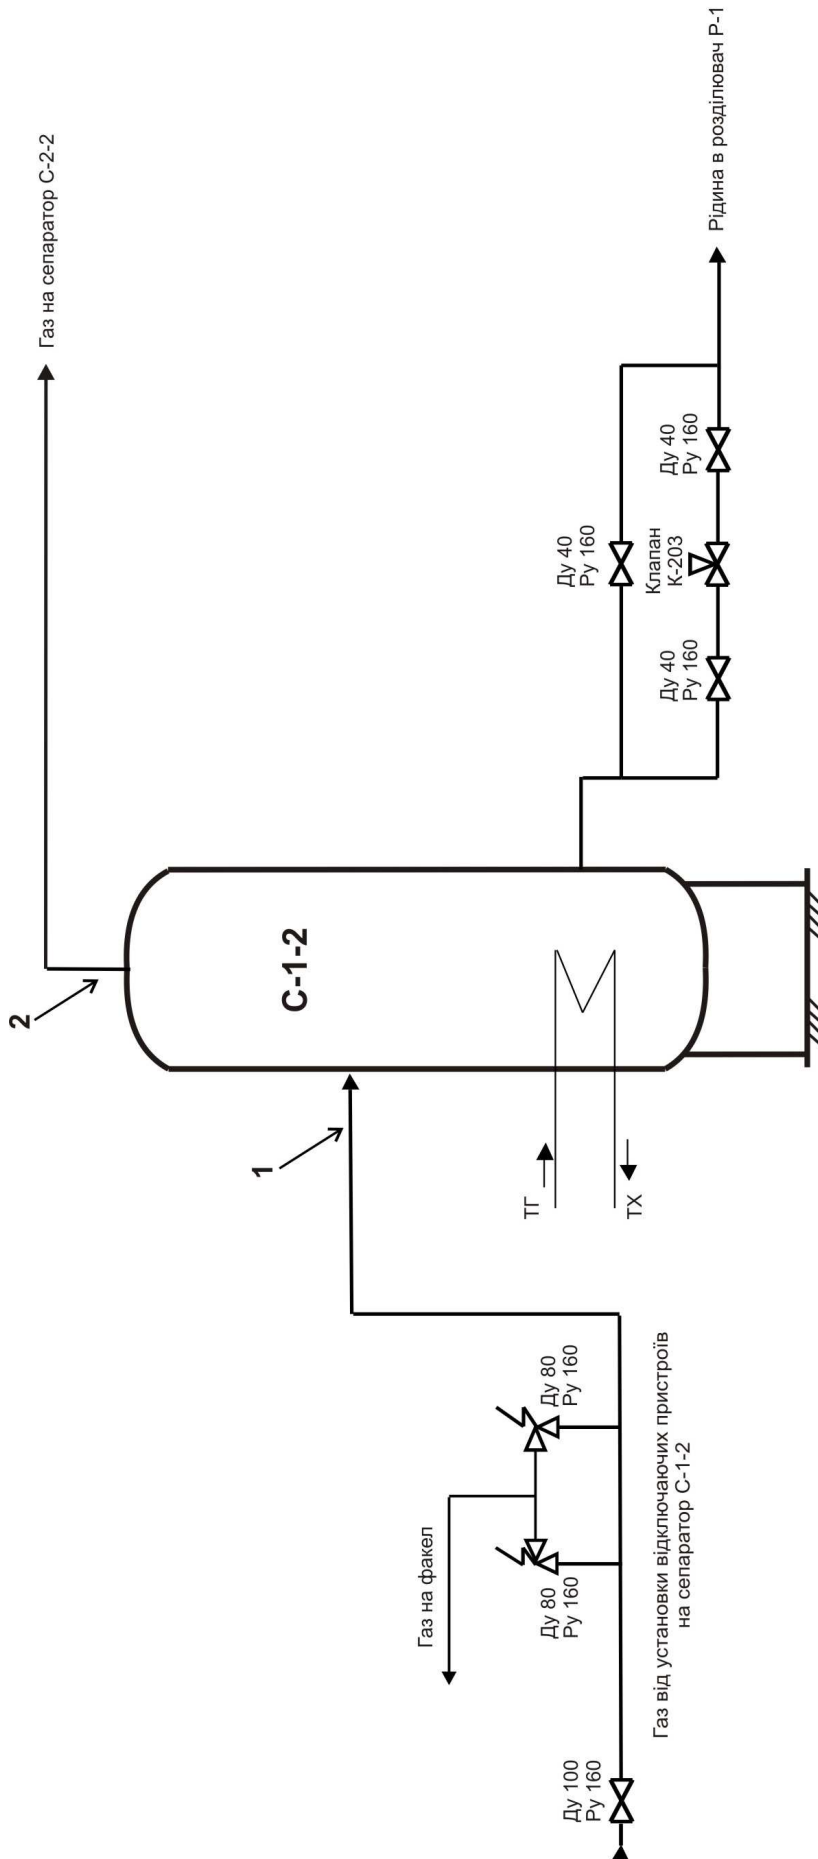 Газ на сепаратор С-2-2
2
С-1-2
1
ТГ
ТХ
Рідина в розділювач Р-1
Ду 40
Ру 160
Клапан
К-203
Ду 40
Ру 160
Ду 40
Ру 160
Газ на факел
Ду 80
Ру 160
Ду 80
Ру 160
Ду 100
Ру 160
Газ від установки відключаючих пристроїв
на сепаратор С-1-2